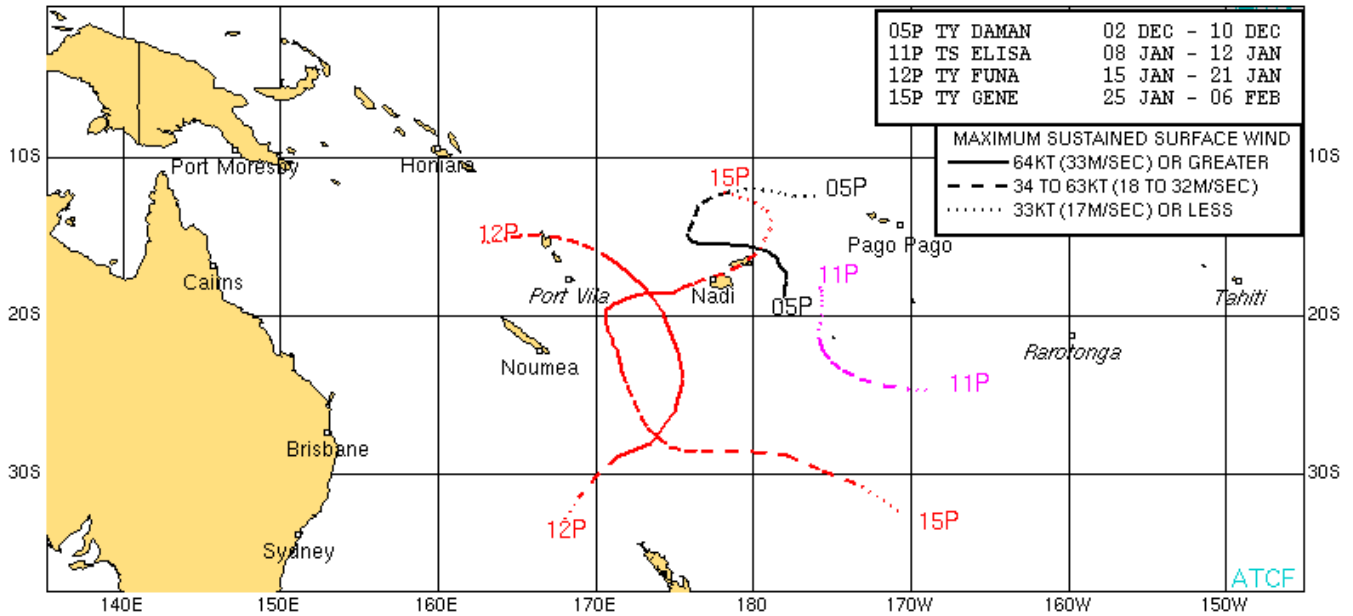 05P TY DAMAN 02 DEC - 10 DEC
11P TS ELISA 08 JAN - 12 JAN
12P TY FUNA 15 JAN - 21 JAN
15P TY GENE 25 JAN - 06 FEB
MAXIMUM SUSTAINED SURFACE WIND
64KT (33M/SEC) OR GREATER
34 TO 63KT (18 TO 32M/SEC)
33KT (17M/SEC) OR LESS
10S
10S
Port Moresby
Honiara
15P
05P
12P
Pago Pago
Cairns
Port Vila
Nadi
11P
05P
Tahiti
20S
20S
Noumea
Rarotonga
11P
Brisbane
30S
30S
12P
15P
Sydney
ATCF
140E
150E
160E
170E
180
170W
160W
150W